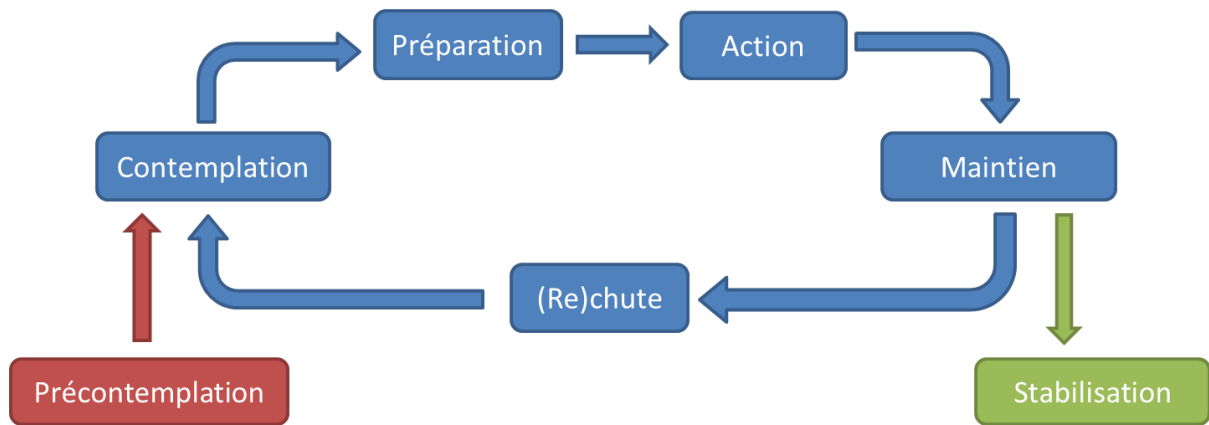 Préparation
Action
Contemplation
Maintien
(Re)chute
Précontemplation
Stabilisation